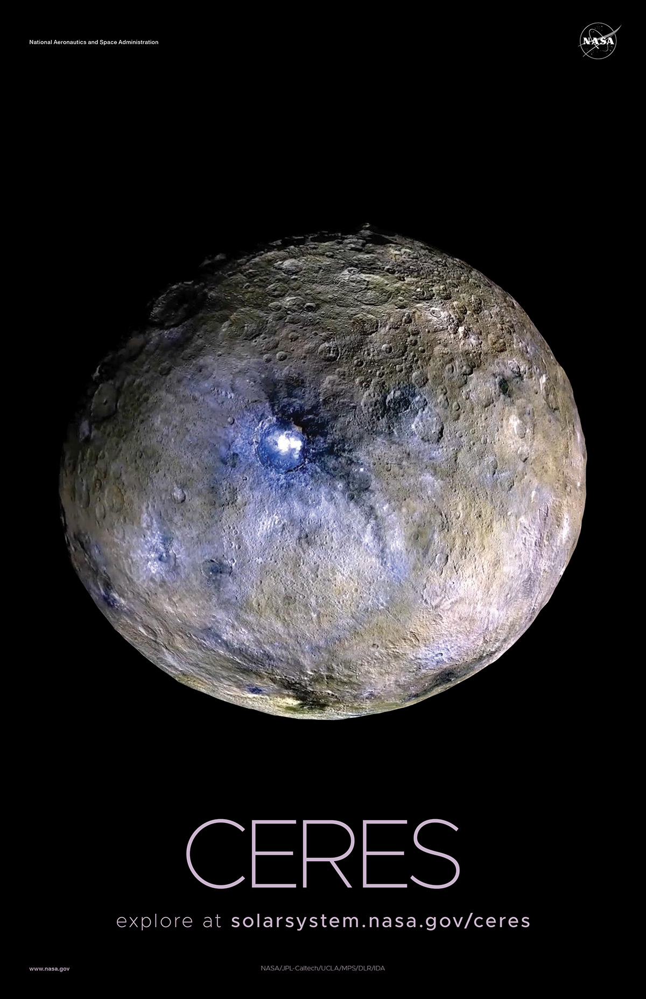 National Aeronautics and Space Administration
NASA
CERES
explore at solarsystem.nasa.gov/ceres
www.nasa.gov
NASA/JPL-Caltech/UCLA/MPS/DLR/IDA